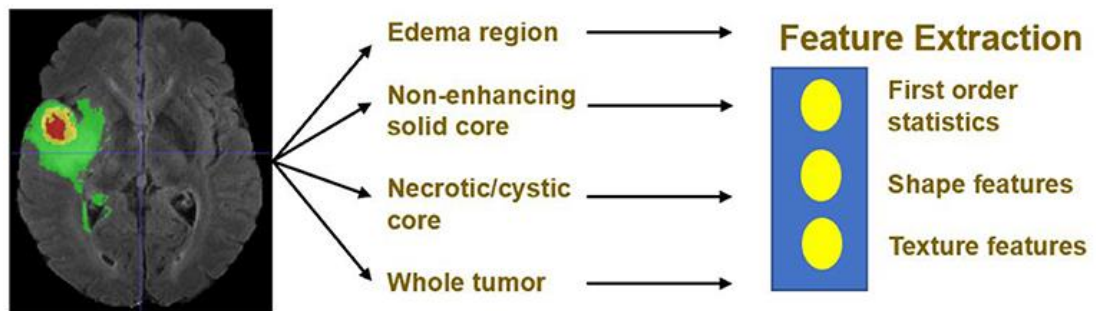 Edema region
Non-enhancing
solid core
Necrotic/cystic
core
Whole tumor
Feature Extraction
First order
statistics
Shape features
Texture features